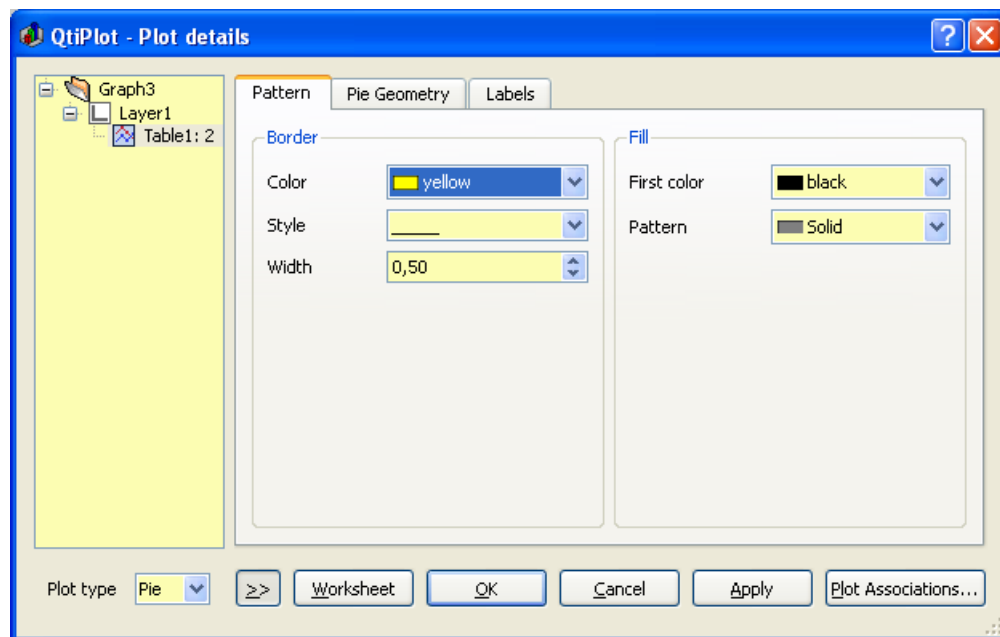 QtiPlot - Plot details
Graph3
Layer1
Table1: 2
Pattern Pie Geometry Labels
Border
Color yellow
Style
Width 0,50
Fill
First color black
Pattern Solid
Plot type Pie >> Worksheet OK Cancel Apply Plot Associations...